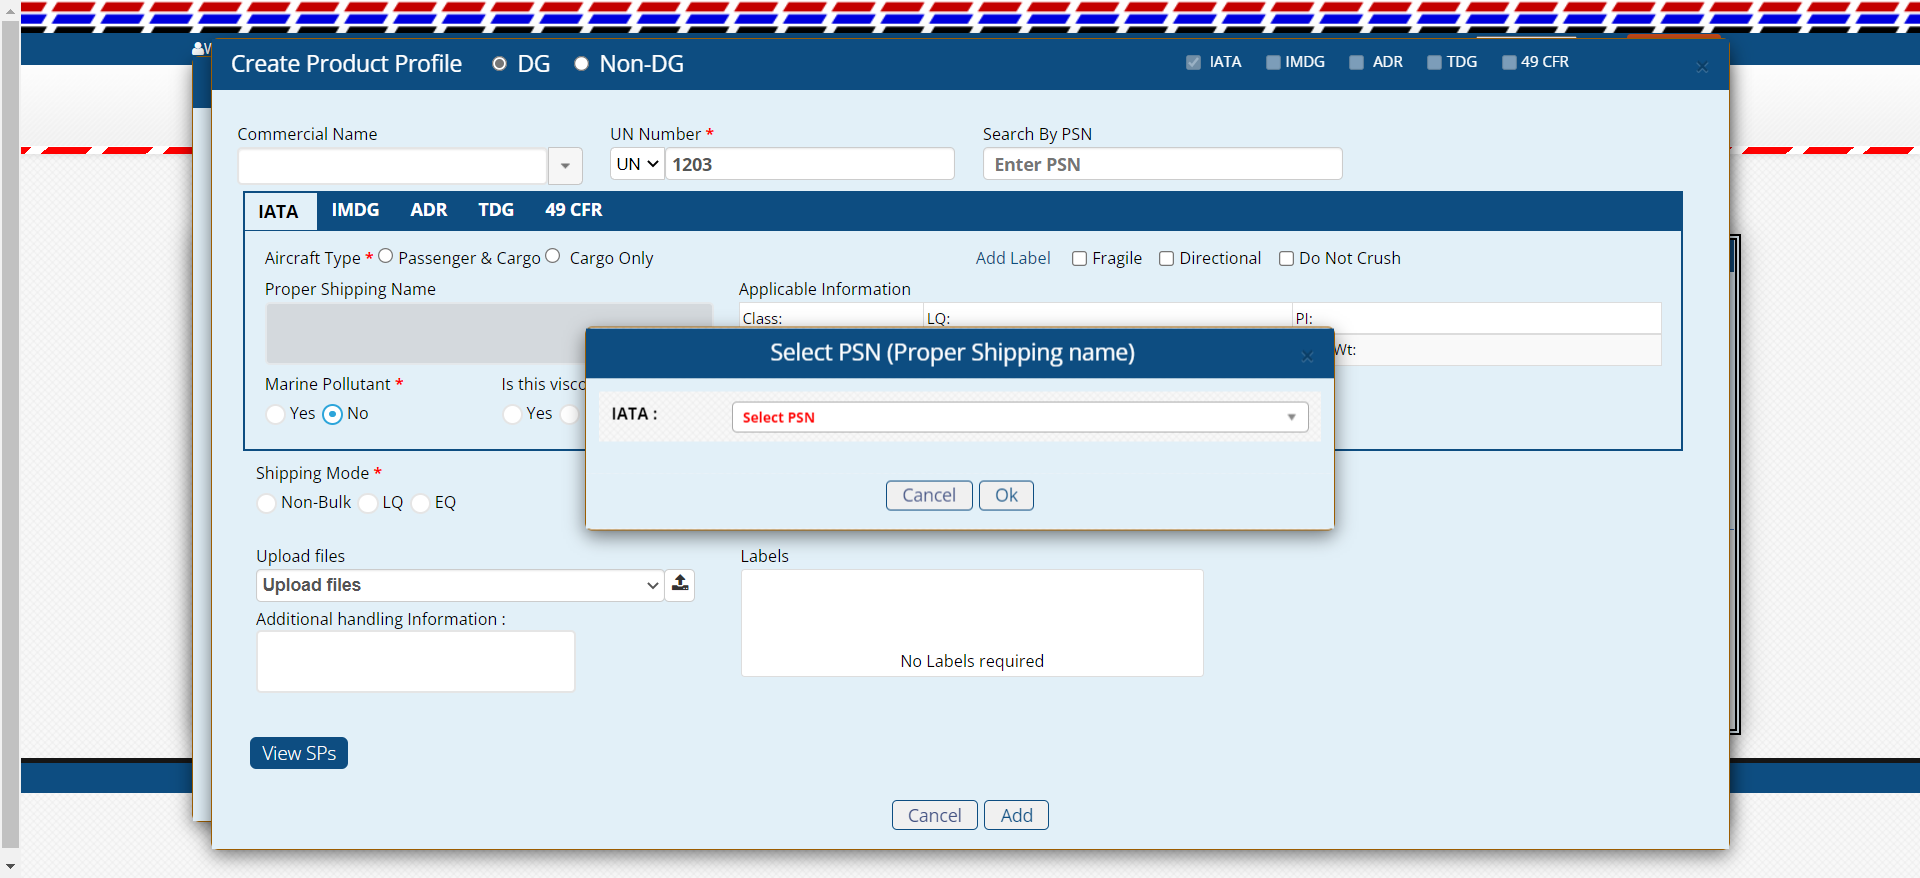 W
Create Product Profile DG Non-DG IATA IMDG ADR TDG 49 CFR ×
Commercial Name UN Number * Search By PSN
UN 1203 Enter PSN
IATA IMDG ADR TDG 49 CFR
Aircraft Type * Passenger & Cargo Cargo Only Add Label Fragile Directional Do Not Crush
Proper Shipping Name Applicable Information
Class: LQ: PI:
Wt:
Select PSN (Proper Shipping name) ×
Marine Pollutant * Is this visco
Yes No Yes
IATA : Select PSN
Shipping Mode *
Non-Bulk LQ EQ
Cancel Ok
Upload files Labels
Upload files
Additional handling Information :
No Labels required
View SPs
Cancel Add